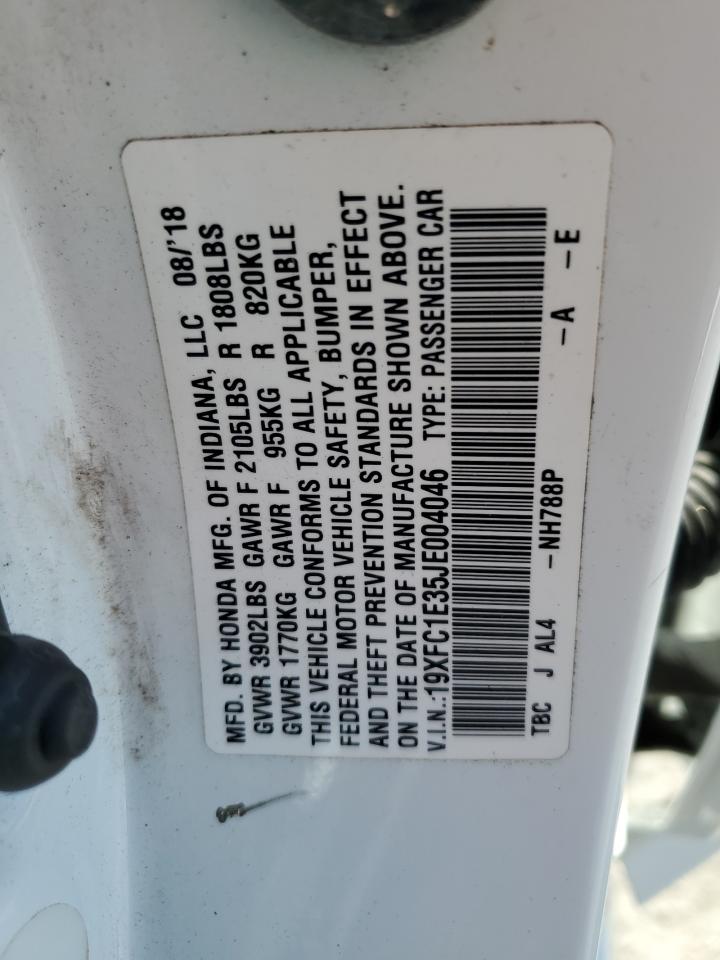 MFD. BY HONDA MFG. OF INDIANA, LLC 08/'18
GVWR 3902LBS GAWR F 2105LBS R 1808LBS
GVWR 1770KG GAWR F 955KG R 820KG
THIS VEHICLE CONFORMS TO ALL APPLICABLE
FEDERAL MOTOR VEHICLE SAFETY, BUMPER,
AND THEFT PREVENTION STANDARDS IN EFFECT
ON THE DATE OF MANUFACTURE SHOWN ABOVE.
V.I.N.:19XFC1E35JE004046 TYPE: PASSENGER CAR
TBC J AL4 -NH788P -A -E